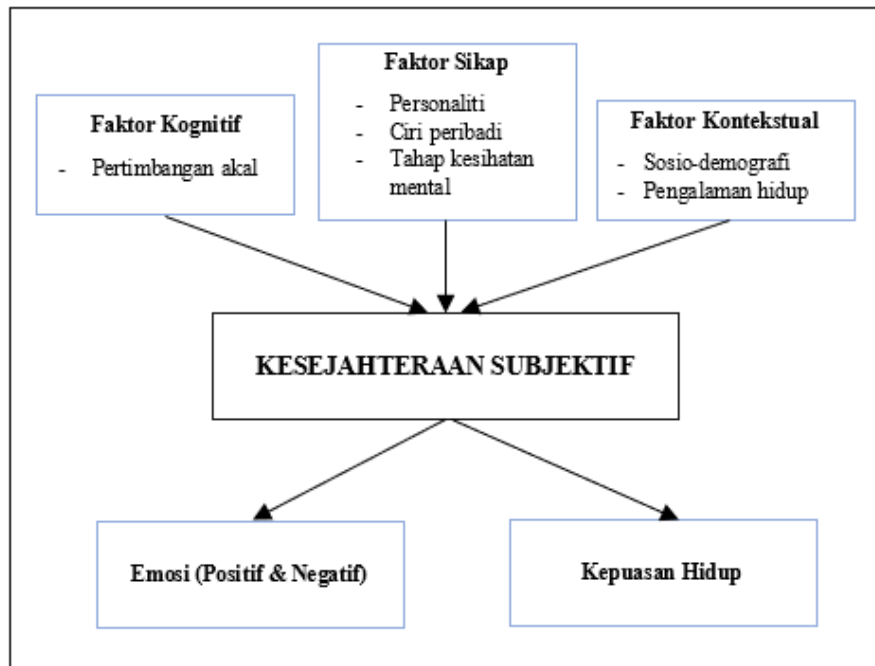 Faktor Kognitif
- Pertimbangan akal
Faktor Sikap
- Personaliti
- Ciri peribadi
- Tahap kesihatan
mental
Faktor Kontekstual
- Sosio-demografi
- Pengalaman hidup
KESEJAHTERAAN SUBJEKTIF
Emosi (Positif & Negatif)
Kepuasan Hidup